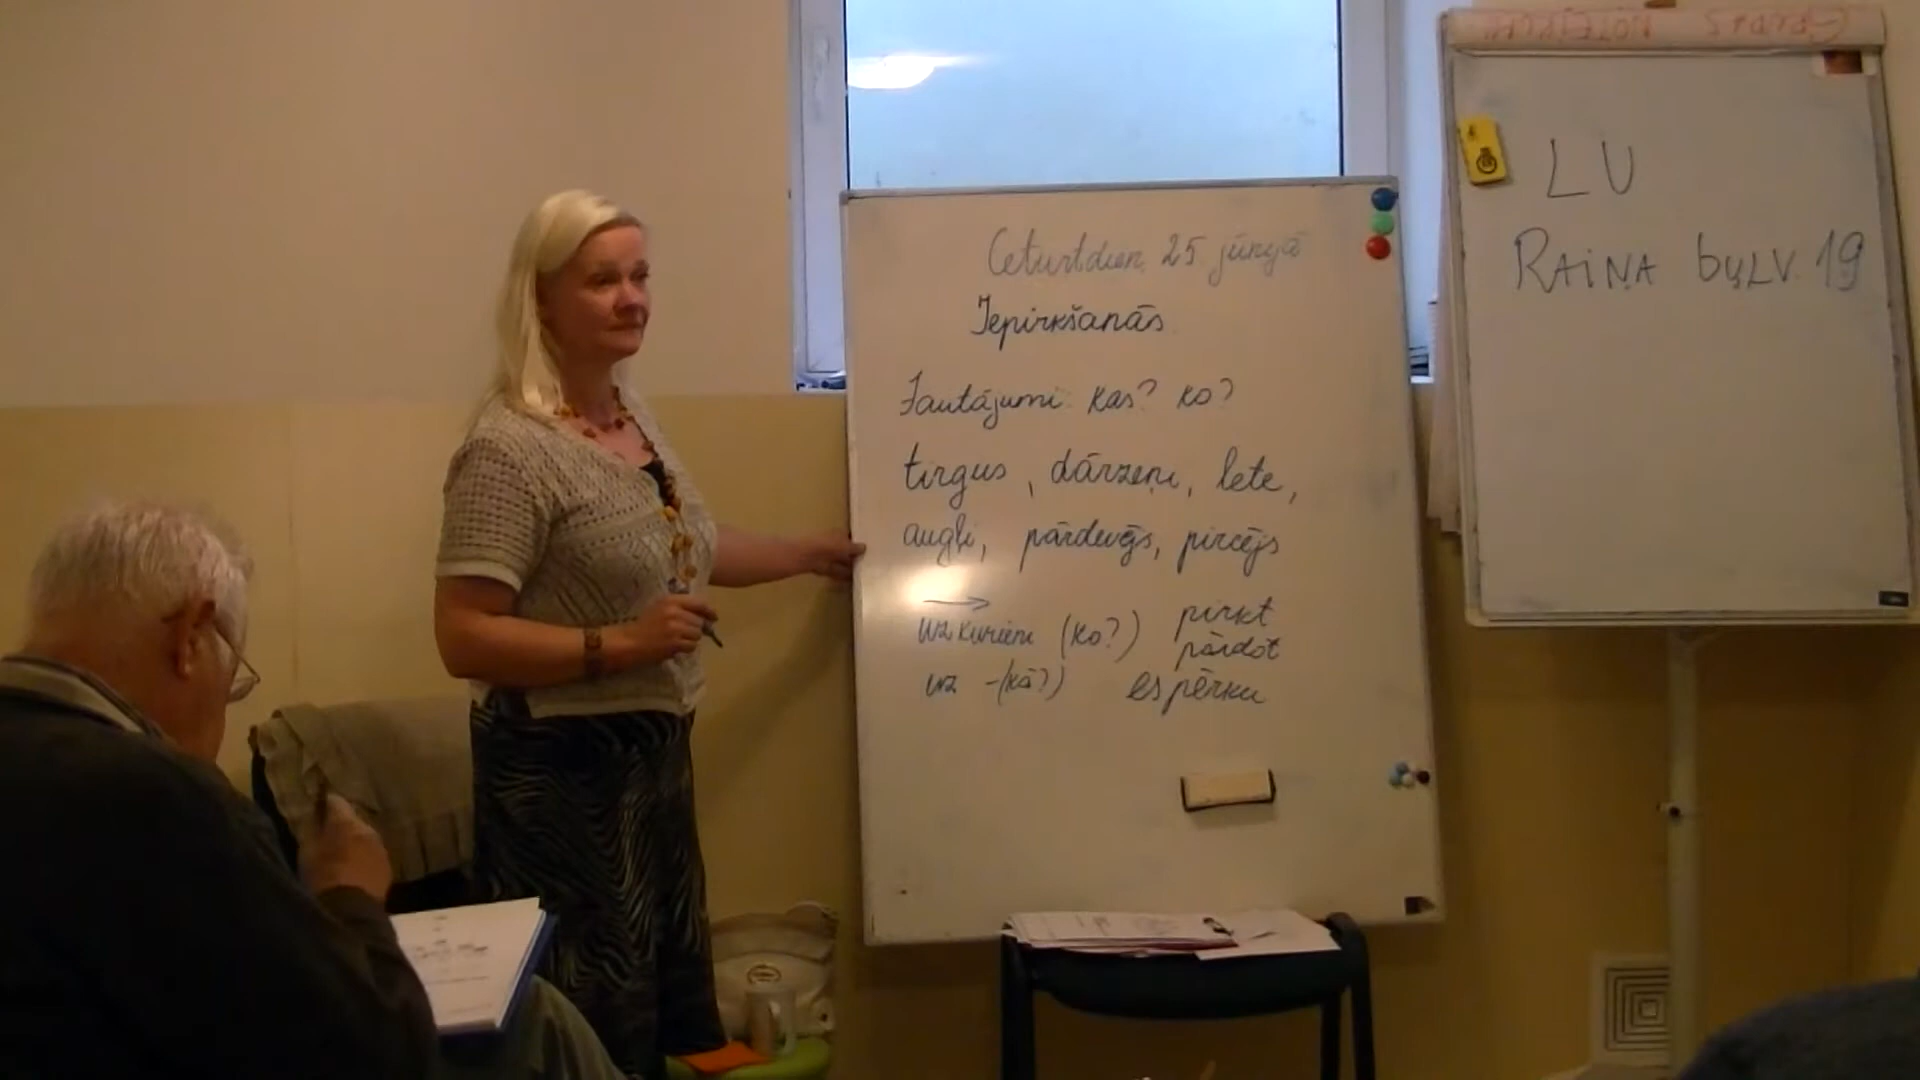 Ceturtdien, 25 jūnijā
Iepirkšanās
Jautājumi: kas? ko?
tirgus, dārzeņi, lete,
augļi, pārdevējs, pircējs
→
uz kurieni (ko?) pirkt
pārdot
uz -(kā?) es pērku
LU
RAIŅA buLV. 19